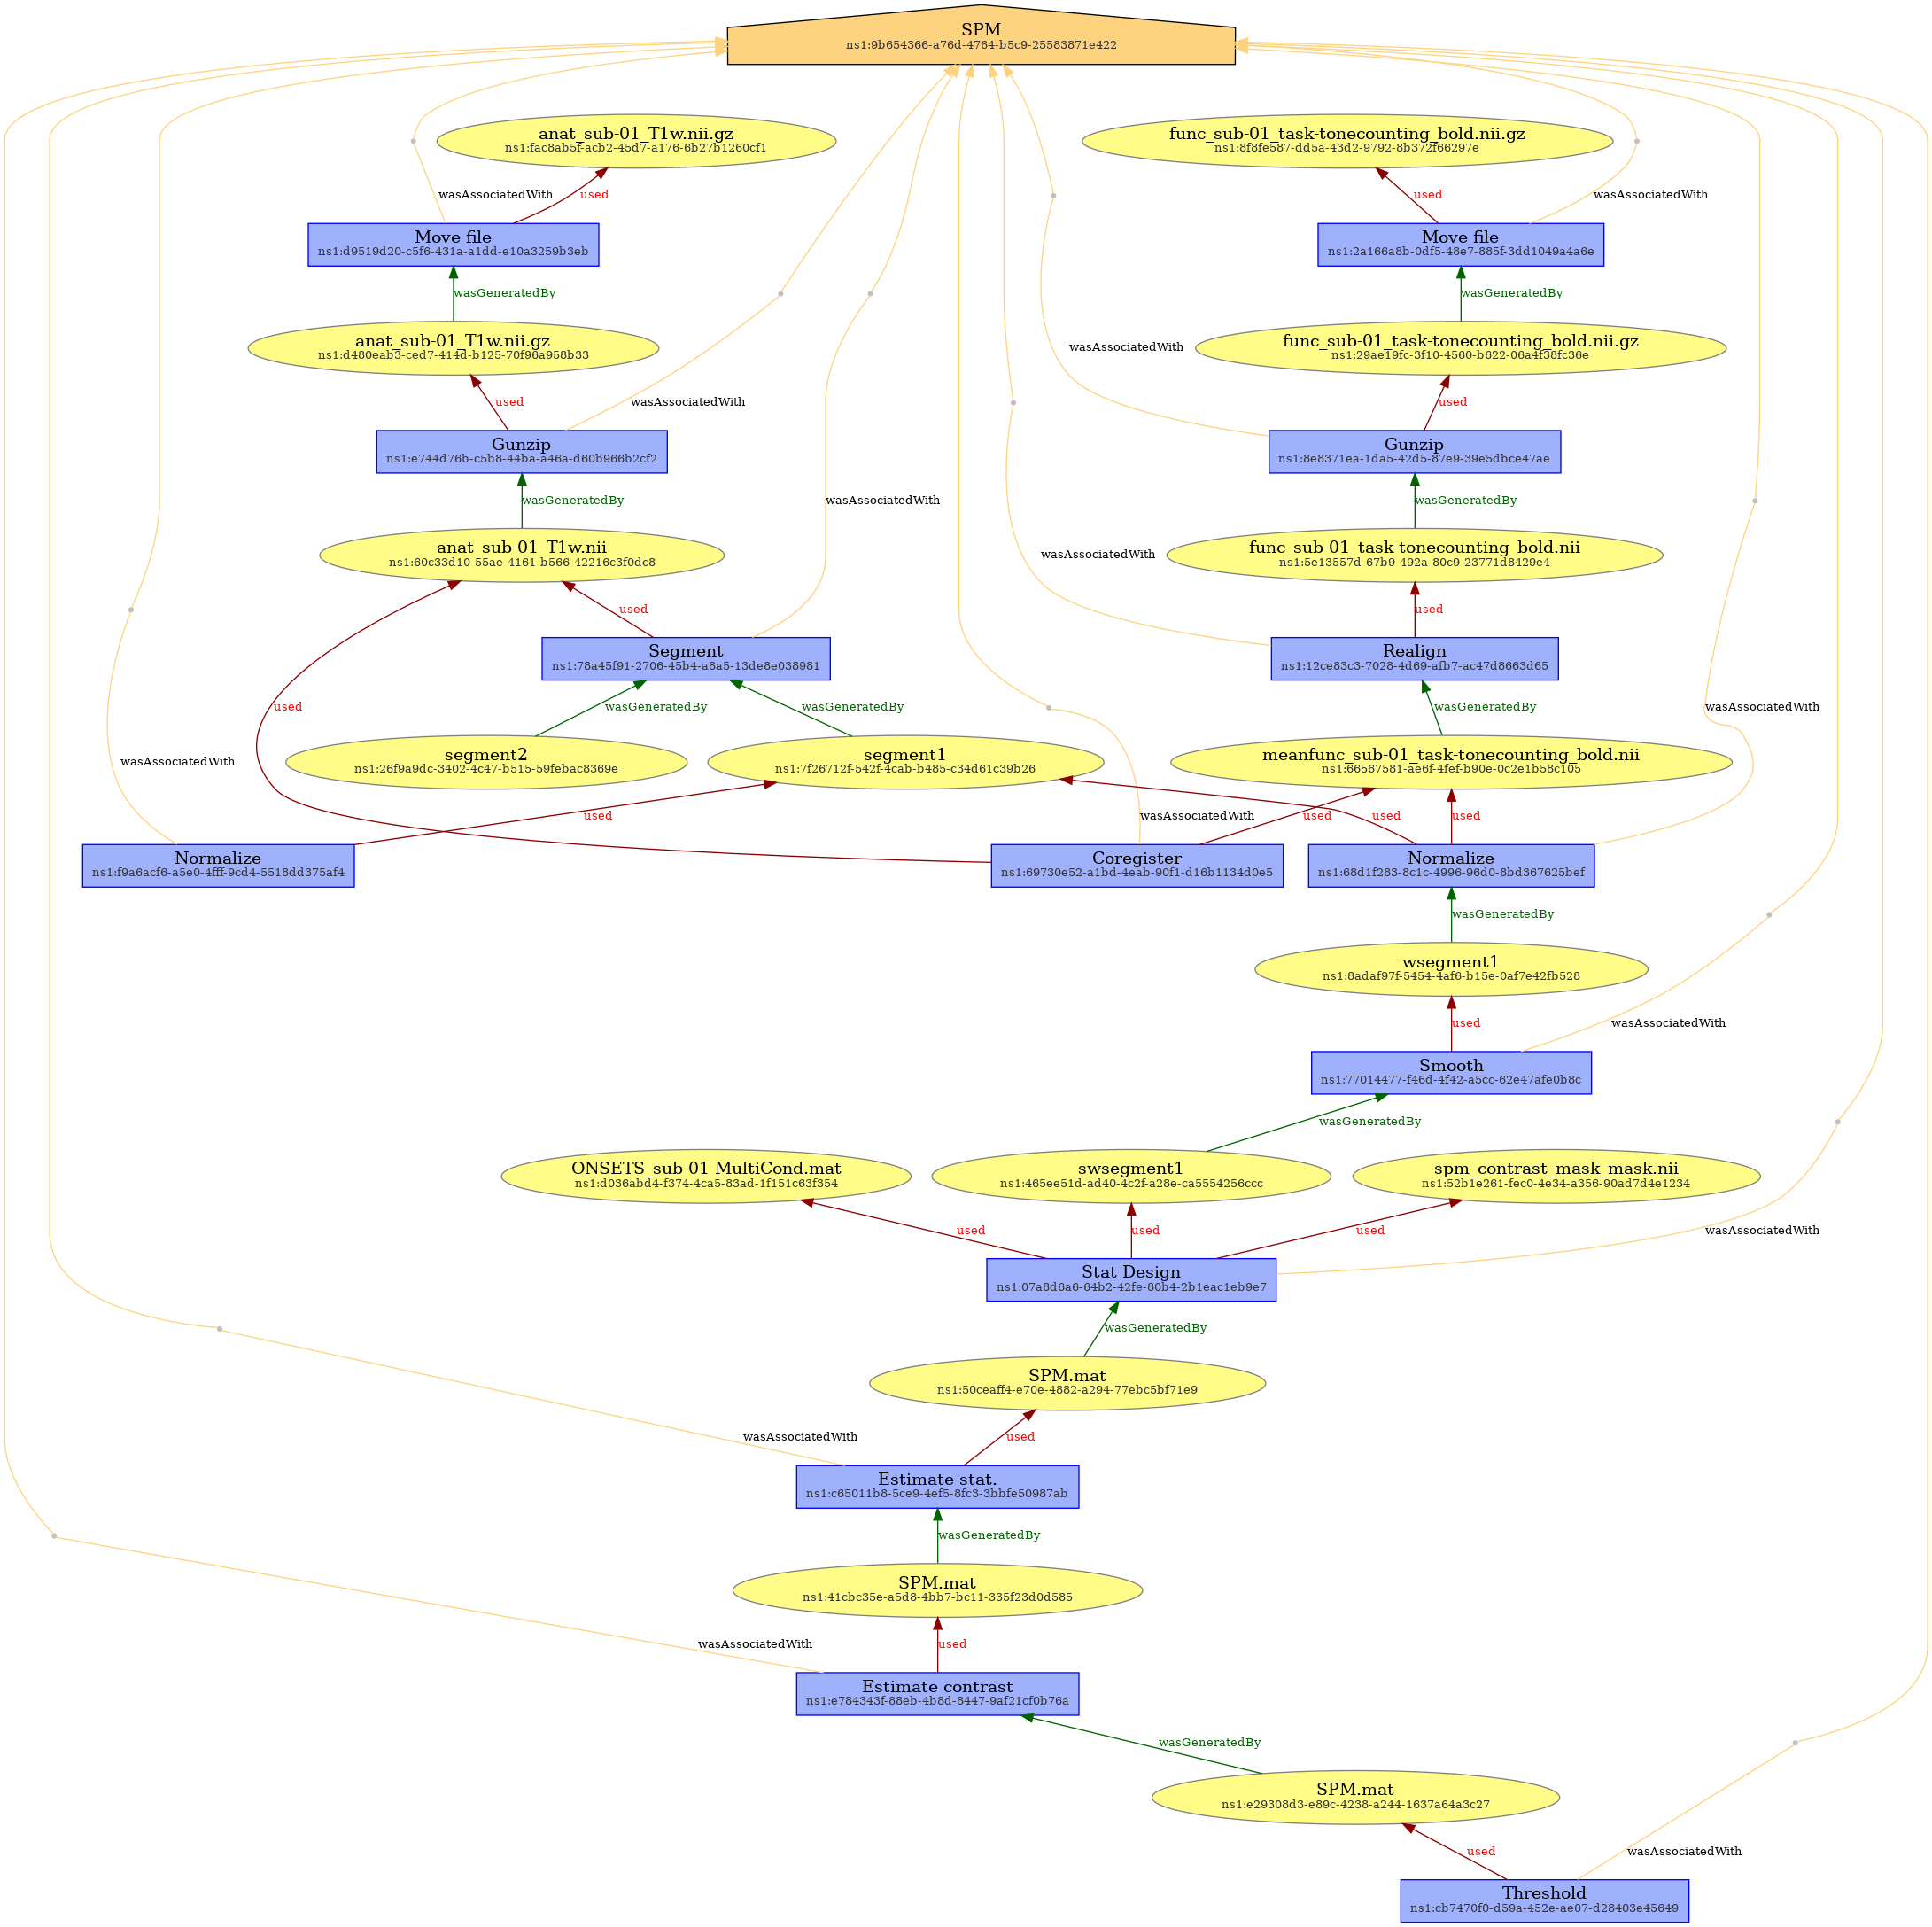 SPM
ns1:9b654366-a76d-4764-b5c9-25583871e422
anat_sub-01_T1w.nii.gz
ns1:fac8ab5f-acb2-45d7-a176-6b27b1260cf1
func_sub-01_task-tonecounting_bold.nii.gz
ns1:8f8fe587-dd5a-43d2-9792-8b372f66297e
wasAssociatedWith
used
used
wasAssociatedWith
Move file
ns1:d9519d20-c5f6-431a-a1dd-e10a3259b3eb
Move file
ns1:2a166a8b-0df5-48e7-885f-3dd1049a4a6e
wasGeneratedBy
wasGeneratedBy
anat_sub-01_T1w.nii.gz
ns1:d480eab3-ced7-414d-b125-70f96a958b33
wasAssociatedWith
func_sub-01_task-tonecounting_bold.nii.gz
ns1:29ae19fc-3f10-4560-b622-06a4f38fc36e
used
wasAssociatedWith
used
Gunzip
ns1:e744d76b-c5b8-44ba-a46a-d60b966b2cf2
Gunzip
ns1:8e8371ea-1da5-42d5-87e9-39e5dbce47ae
wasGeneratedBy
wasAssociatedWith
wasGeneratedBy
anat_sub-01_T1w.nii
ns1:60c33d10-55ae-4161-b566-42216c3f0dc8
wasAssociatedWith
func_sub-01_task-tonecounting_bold.nii
ns1:5e13557d-67b9-492a-80c9-23771d8429e4
used
used
Segment
ns1:78a45f91-2706-45b4-a8a5-13de8e038981
Realign
ns1:12ce83c3-7028-4d69-afb7-ac47d8663d65
used
wasGeneratedBy
wasGeneratedBy
wasGeneratedBy
wasAssociatedWith
wasAssociatedWith
segment2
ns1:26f9a9dc-3402-4c47-b515-59febac8369e
segment1
ns1:7f26712f-542f-4cab-b485-c34d61c39b26
meanfunc_sub-01_task-tonecounting_bold.nii
ns1:66567581-ae6f-4fef-b90e-0c2e1b58c105
used
wasAssociatedWith
used
used
used
Normalize
ns1:f9a6acf6-a5e0-4fff-9cd4-5518dd375af4
Coregister
ns1:69730e52-a1bd-4eab-90f1-d16b1134d0e5
Normalize
ns1:68d1f283-8c1c-4996-96d0-8bd367625bef
wasGeneratedBy
wsegment1
ns1:8adaf97f-5454-4af6-b15e-0af7e42fb528
used
wasAssociatedWith
Smooth
ns1:77014477-f46d-4f42-a5cc-62e47afe0b8c
wasGeneratedBy
ONSETS_sub-01-MultiCond.mat
ns1:d036abd4-f374-4ca5-83ad-1f151c63f354
swsegment1
ns1:465ee51d-ad40-4c2f-a28e-ca5554256ccc
spm_contrast_mask_mask.nii
ns1:52b1e261-fec0-4e34-a356-90ad7d4e1234
used
used
used
wasAssociatedWith
Stat Design
ns1:07a8d6a6-64b2-42fe-80b4-2b1eac1eb9e7
wasGeneratedBy
SPM.mat
ns1:50ceaff4-e70e-4882-a294-77ebc5bf71e9
wasAssociatedWith
used
Estimate stat.
ns1:c65011b8-5ce9-4ef5-8fc3-3bbfe50987ab
wasGeneratedBy
SPM.mat
ns1:41cbc35e-a5d8-4bb7-bc11-335f23d0d585
wasAssociatedWith
used
Estimate contrast
ns1:e784343f-88eb-4b8d-8447-9af21cf0b76a
wasGeneratedBy
SPM.mat
ns1:e29308d3-e89c-4238-a244-1637a64a3c27
used
wasAssociatedWith
Threshold
ns1:cb7470f0-d59a-452e-ae07-d28403e45649